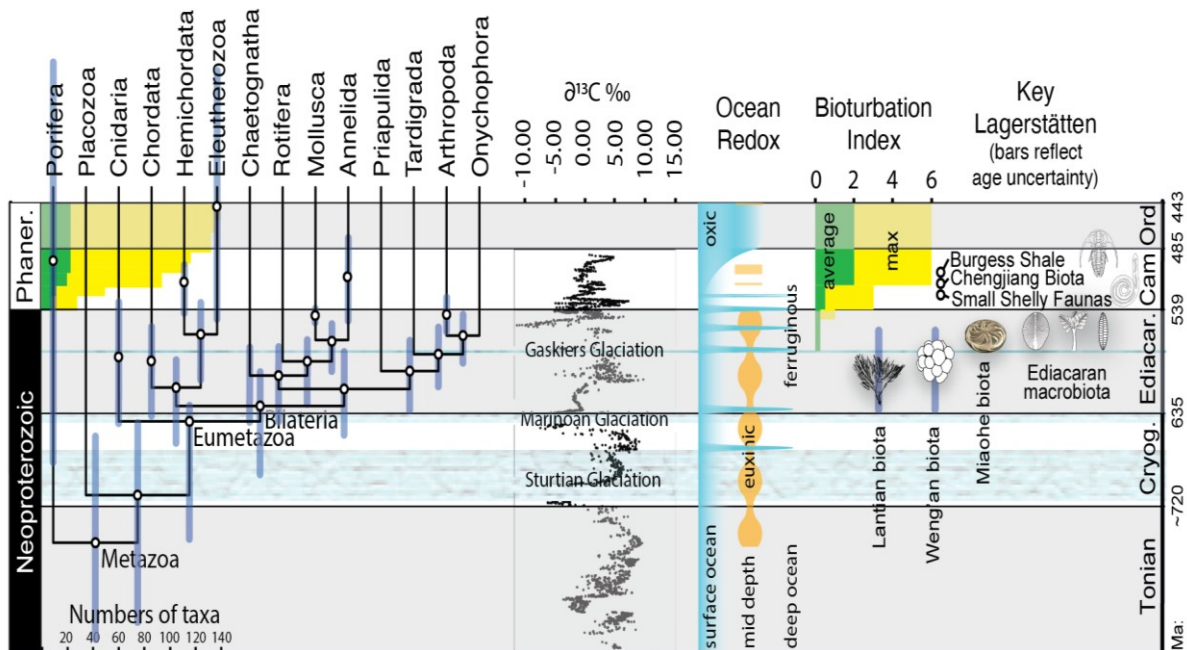 Porifera
Placozoa
Cnidaria
Chordata
Hemichordata
Eleutherozoa
Chaetognatha
Rotifera
Mollusca
Annelida
Priapulida
Tardigrada
Arthropoda
Onychophora
∂¹³C ‰
-10.00
-5.00
0.00
5.00
10.00
15.00
Ocean
Redox
Bioturbation
Index
0 2 4 6
Key
Lagerstätten
(bars reflect
age uncertainty)
Phaner.
Neoproterozoic
oxic
ferruginous
euxinic
surface ocean
mid depth
deep ocean
average
max
Burgess Shale
Chengjiang Biota
Small Shelly Faunas
Gaskiers Glaciation
Marinoan Glaciation
Sturtian Glaciation
Bilateria
Eumetazoa
Metazoa
Numbers of taxa
20 40 60 80 100 120 140
Lantian biota
Weng'an biota
Miaohe biota
Ediacaran
macrobiota
Ord
Cam
Ediacar.
Cryog.
Tonian
443
485
539
635
~720
Ma: